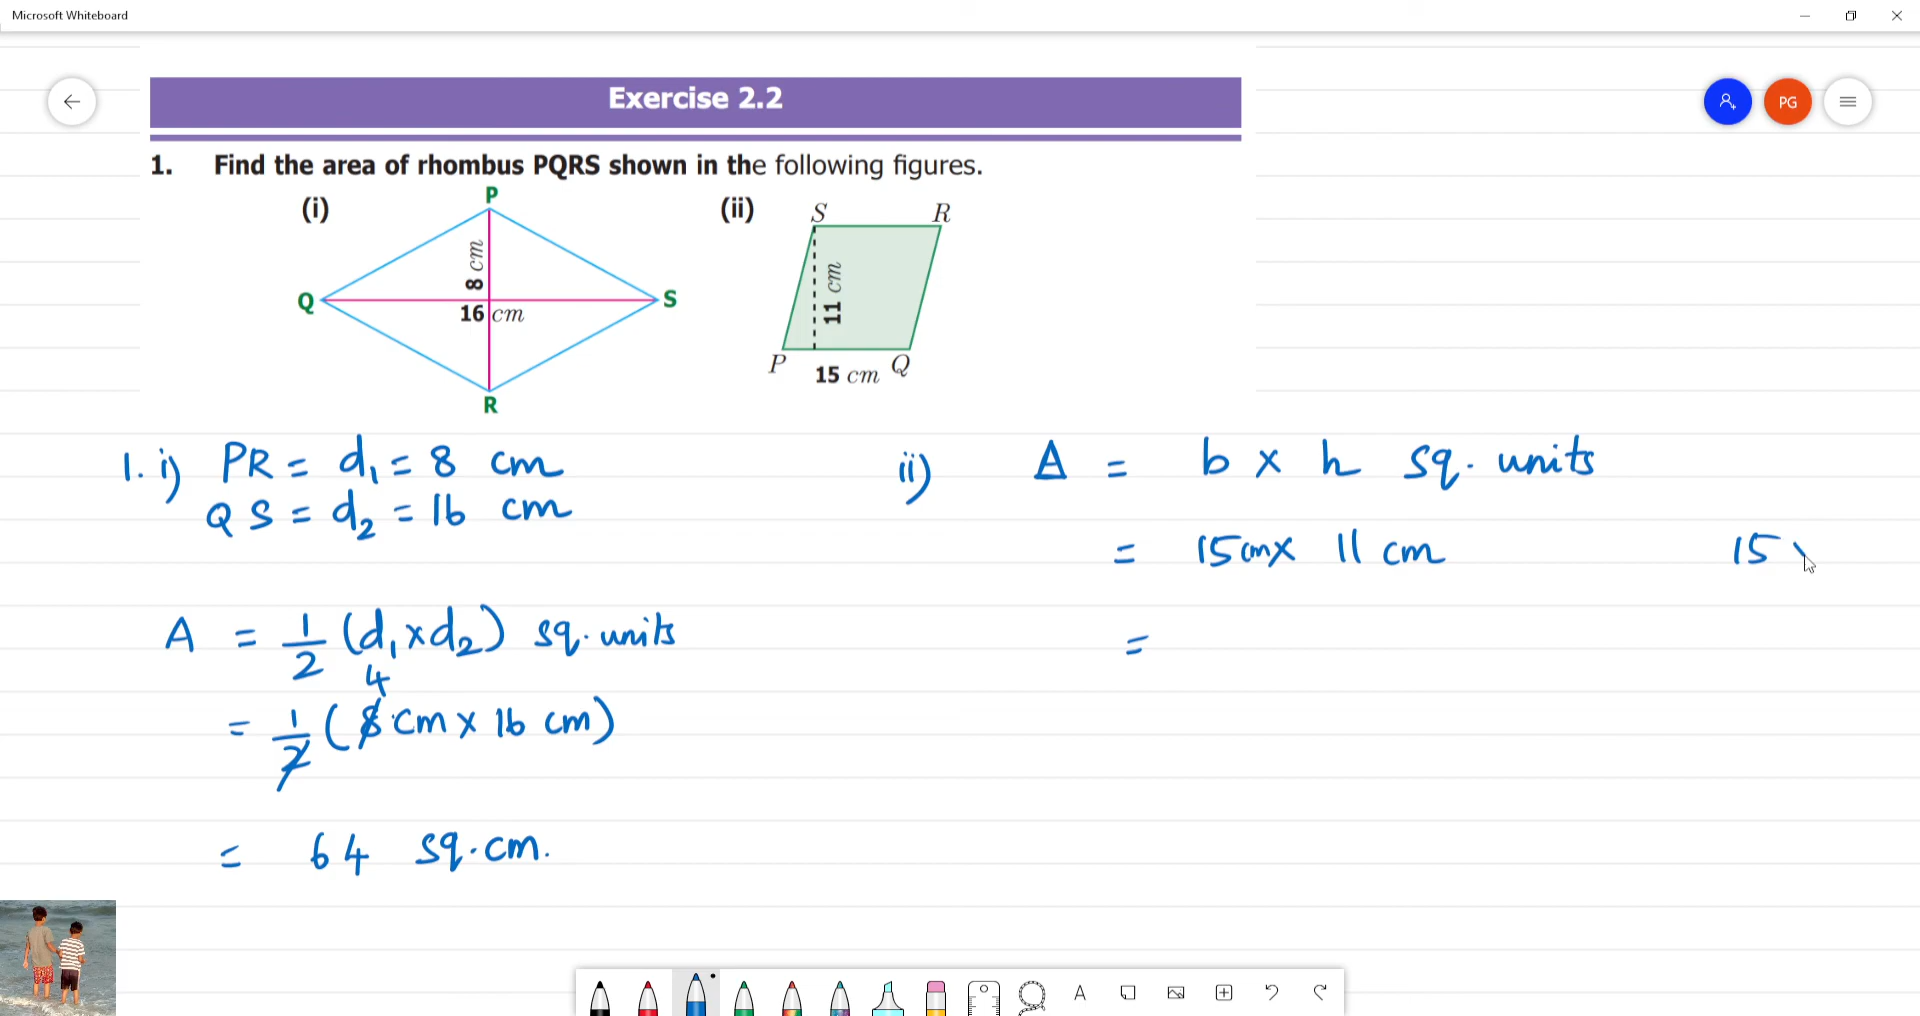 Microsoft Whiteboard
PG
Exercise 2.2
1. Find the area of rhombus PQRS shown in the following figures.
(i)
P
8 cm
Q
S
16 cm
R
(ii)
S R
11 cm
P Q
15 cm
1. i) PR = d₁ = 8 cm
QS = d₂ = 16 cm
A = 1/2 (d₁ x d₂) sq. units
4
= 1/2 (8 cm x 16 cm)
= 64 sq. cm.
ii) A = b x h sq. units
= 15 cm x 11 cm
15
=
A